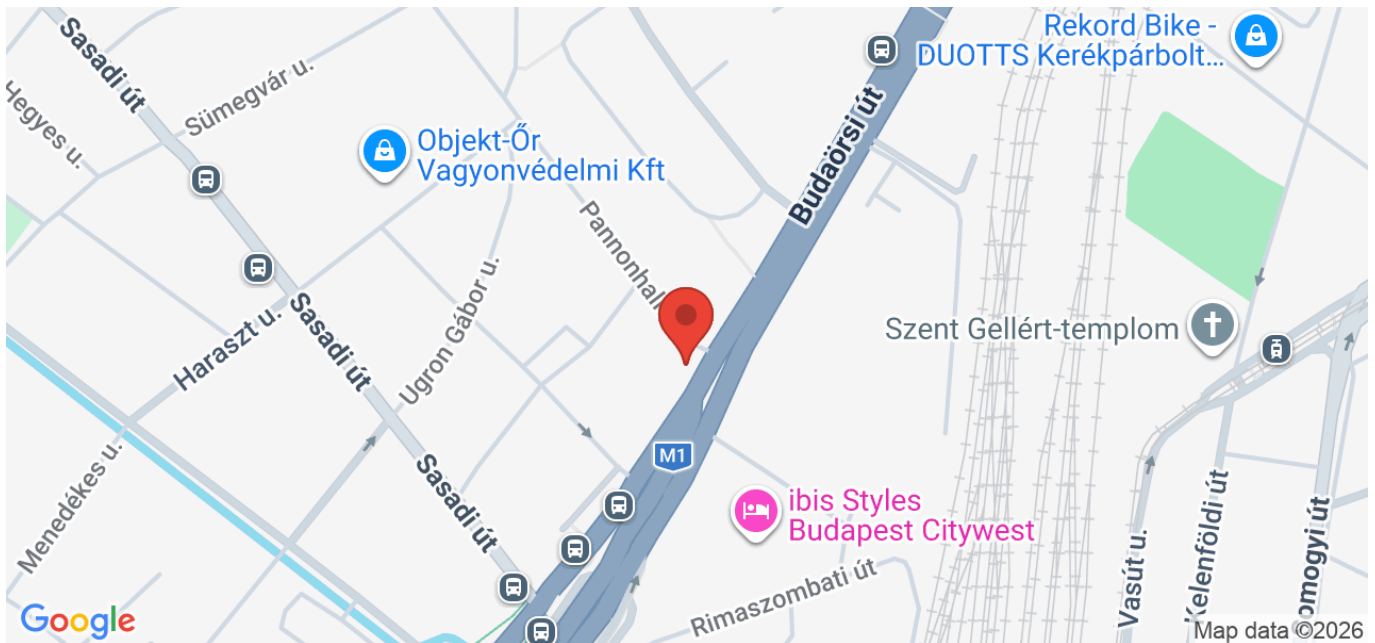 Sasadi út
Sümegvár u.
Hegyes u.
Objekt-Őr
Vagyonvédelmi Kft
Rekord Bike -
DUOTTS Kerékpárbolt...
Budaörsi út
Pannonhal
Ugron Gábor u.
Haraszt u.
Sasadi út
Szent Gellért-templom
Menedékes u.
M1
Sasadi út
ibis Styles
Budapest Citywest
Rimaszombati út
Vasút u.
Kelenföldi út
omogyi út
Google
Map data ©2026